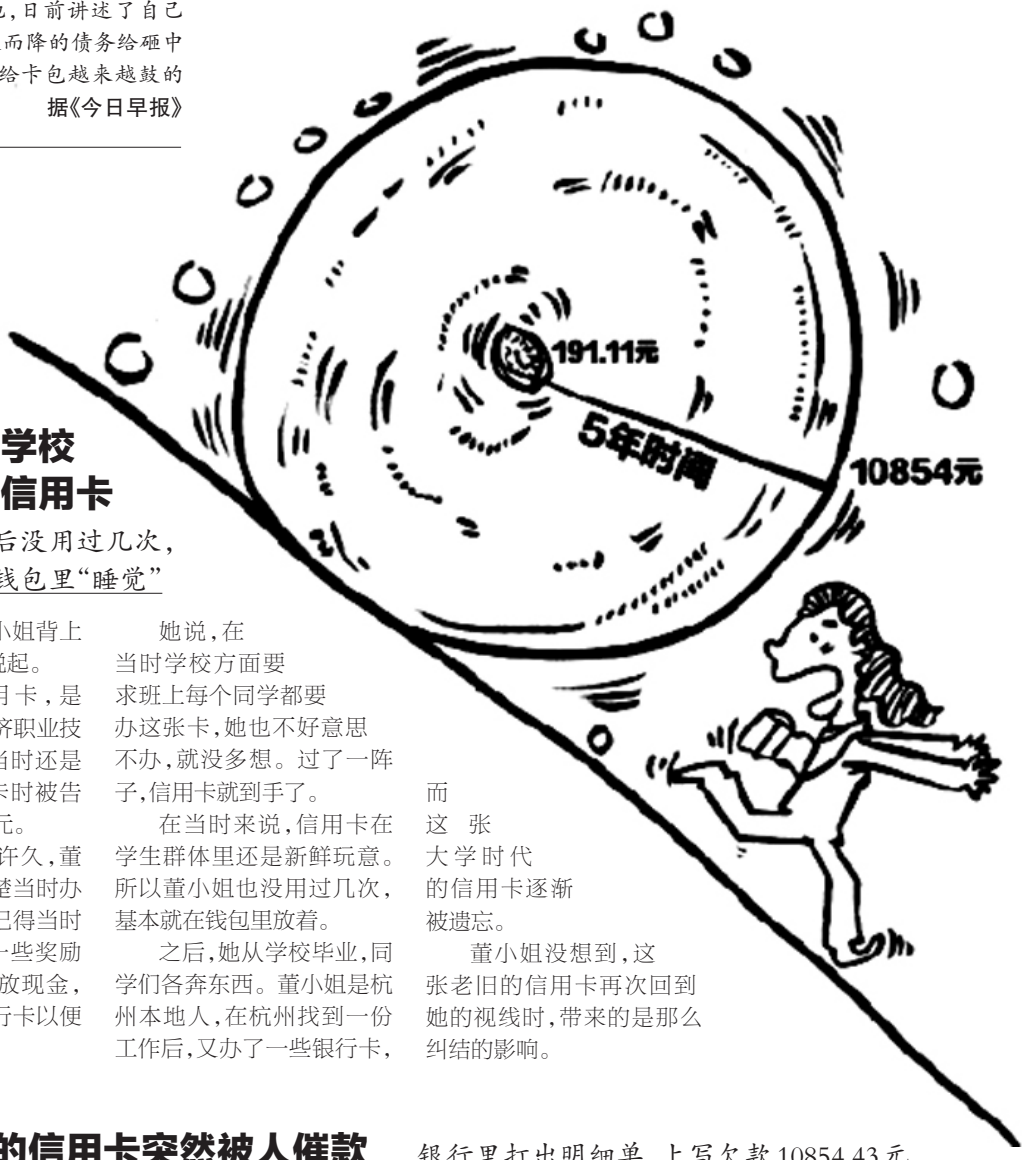 也,日前讲述了自己
而降的债务给砸中
给卡包越来越鼓的
据《今日早报》
191.11元
5年时间
10854元
学校
信用卡
后没用过几次,
钱包里“睡觉”
小姐背上
说起。
用卡,是
济职业技
当时还是
卡时被告
元。
许久,董
楚当时办
记得当时
一些奖励
放现金,
行卡以便
她说,在
当时学校方面要
求班上每个同学都要
办这张卡,她也不好意思
不办,就没多想。过了一阵
子,信用卡就到手了。
在当时来说,信用卡在
学生群体里还是新鲜玩意。
所以董小姐也没用过几次,
基本就在钱包里放着。
之后,她从学校毕业,同
学们各奔东西。董小姐是杭
州本地人,在杭州找到一份
工作后,又办了一些银行卡,
而
这 张
大学时代
的信用卡逐渐
被遗忘。
董小姐没想到,这
张老旧的信用卡再次回到
她的视线时,带来的是那么
纠结的影响。
的信用卡突然被人催款
银行里打出明细单,上写欠款10854.43元